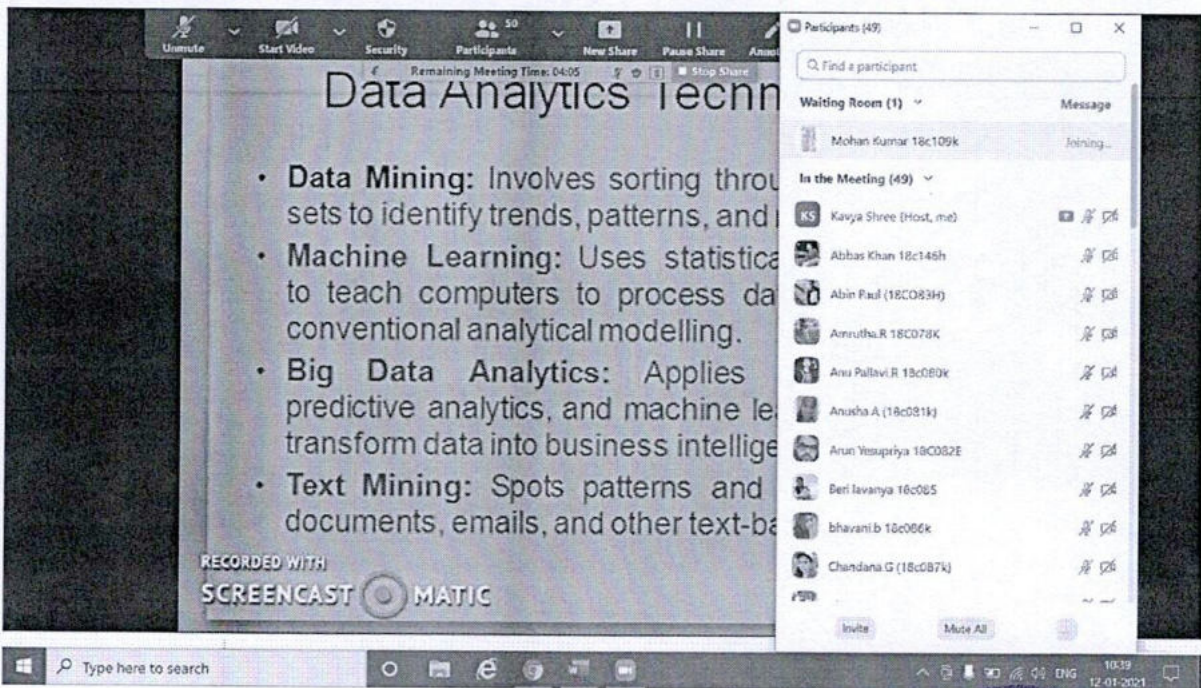 50
Unmute
Start Video
Security
Participants
New Share
Pause Share
Remaining Meeting Time: 04:05
Stop Share
Data Analytics Techn
• Data Mining: Involves sorting throu
sets to identify trends, patterns, and
• Machine Learning: Uses statistica
to teach computers to process da
conventional analytical modelling.
• Big Data Analytics: Applies
predictive analytics, and machine le
transform data into business intellige
• Text Mining: Spots patterns and
documents, emails, and other text-ba
RECORDED WITH
SCREENCAST MATIC
Participants (49)
Find a participant
Waiting Room (1)
Message
Mohan Kumar 18c109k
Joining...
In the Meeting (49)
KS
Kavya Shree (Host, me)
Abbas Khan 18c146h
Abin Paul (18C083H)
Amrutha.R 18C078K
Anu Pallavi.R 18c080k
Anusha A (18c081k)
Arun Yesupriya 18C082E
Beri lavanya 18c085
bhavani.b 18c086k
Chandana.G (18c087k)
Invite
Mute All
Type here to search
ENG
10:39
12-01-2021